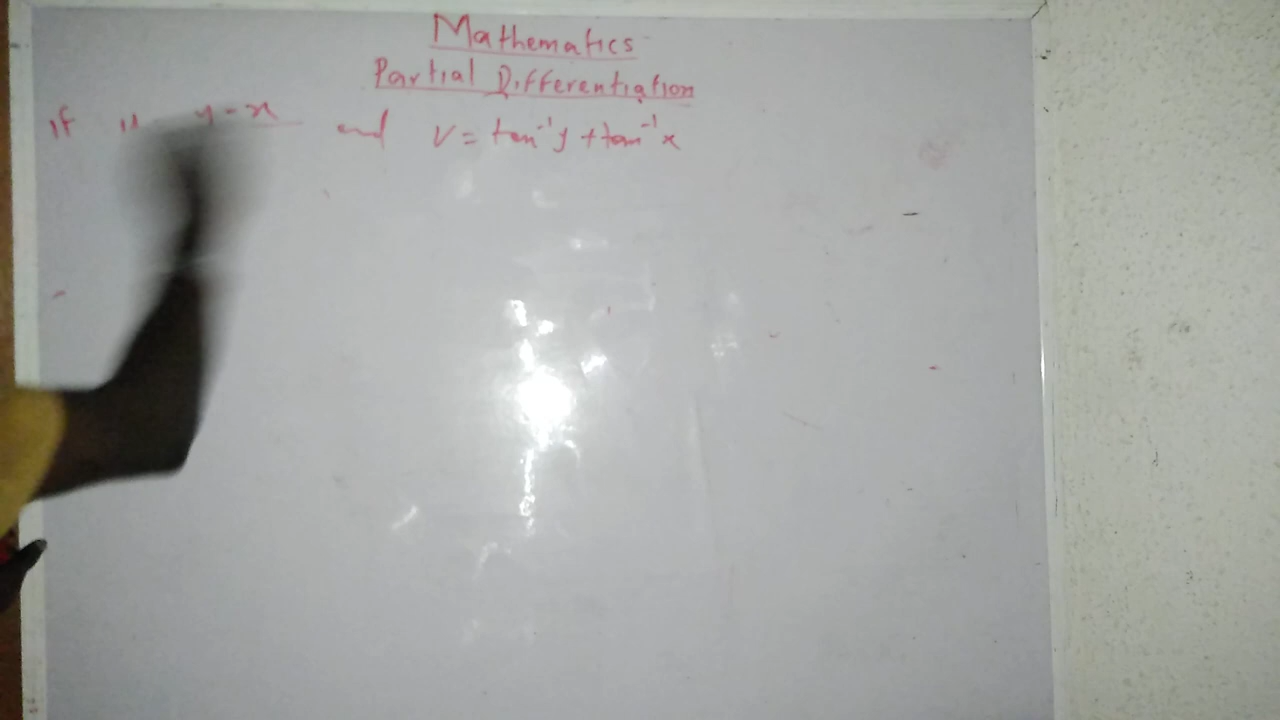 Mathematics
Partial Differentiation
If u = y-x and v = tan⁻¹y + tan⁻¹x